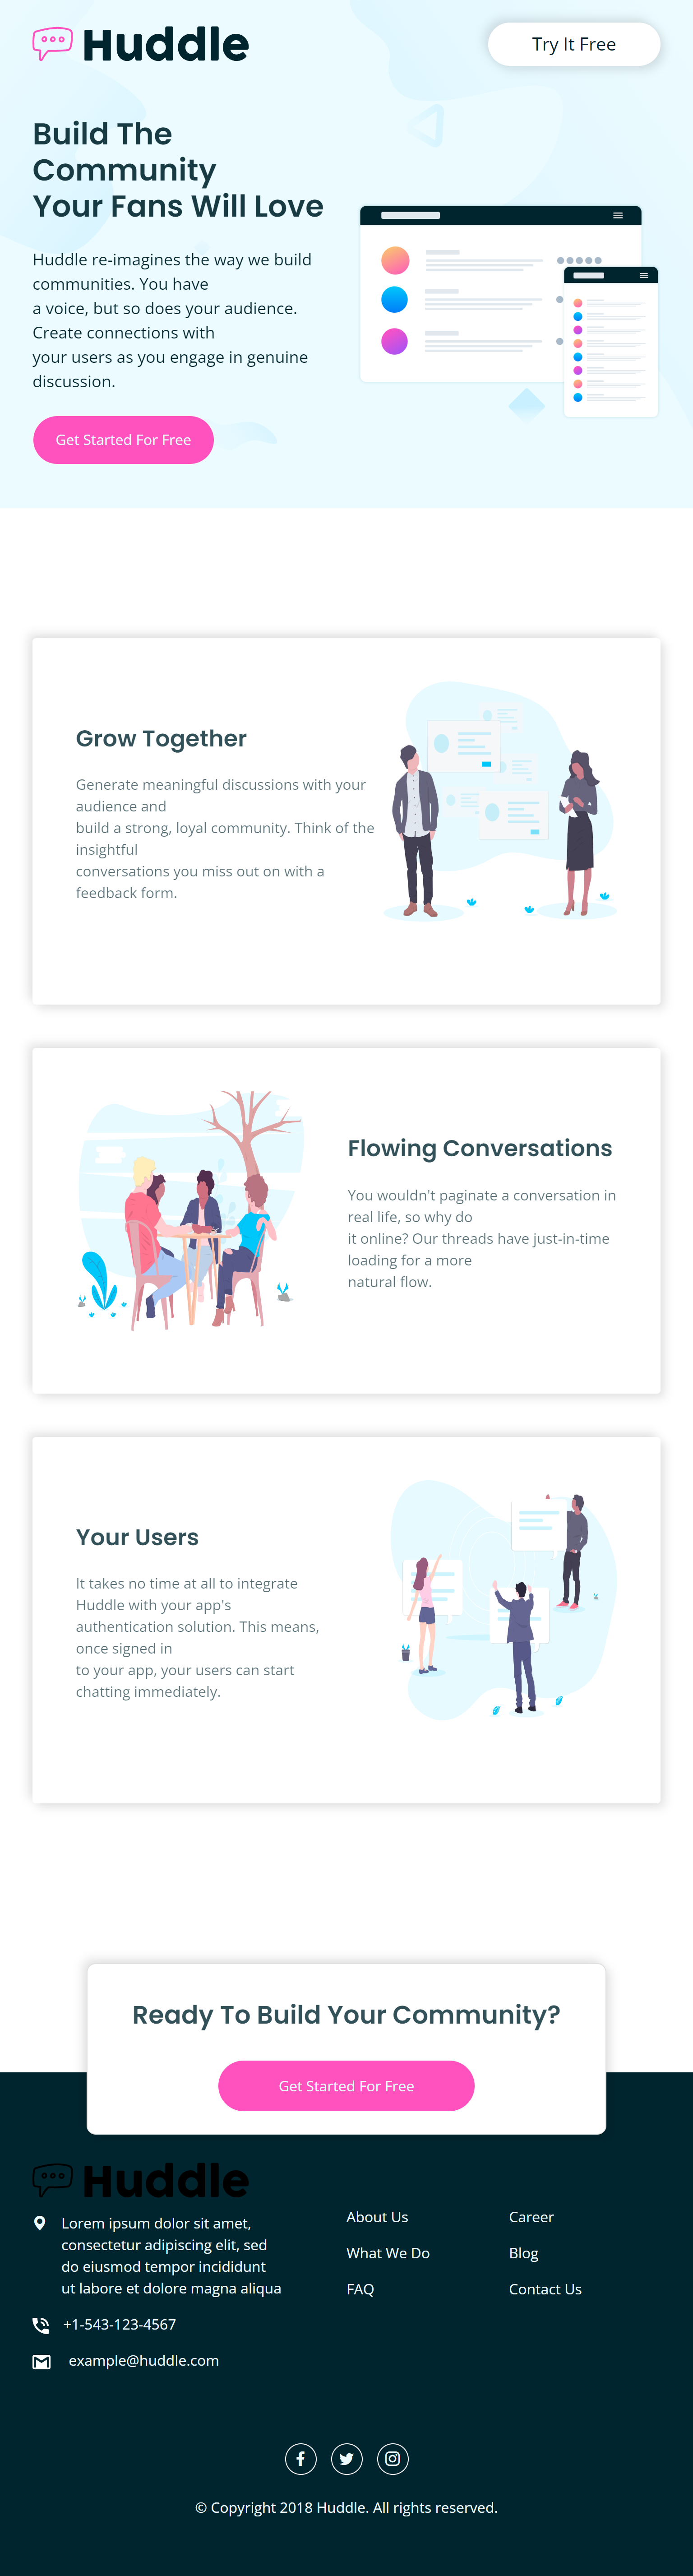 Huddle
Try It Free
Build The
Community
Your Fans Will Love
Huddle re-imagines the way we build
communities. You have
a voice, but so does your audience.
Create connections with
your users as you engage in genuine
discussion.
Get Started For Free
Grow Together
Generate meaningful discussions with your
audience and
build a strong, loyal community. Think of the
insightful
conversations you miss out on with a
feedback form.
Flowing Conversations
You wouldn't paginate a conversation in
real life, so why do
it online? Our threads have just-in-time
loading for a more
natural flow.
Your Users
It takes no time at all to integrate
Huddle with your app's
authentication solution. This means,
once signed in
to your app, your users can start
chatting immediately.
Ready To Build Your Community?
Get Started For Free
Huddle
Lorem ipsum dolor sit amet,
consectetur adipiscing elit, sed
do eiusmod tempor incididunt
ut labore et dolore magna aliqua
+1-543-123-4567
example@huddle.com
About Us
What We Do
FAQ
Career
Blog
Contact Us
© Copyright 2018 Huddle. All rights reserved.